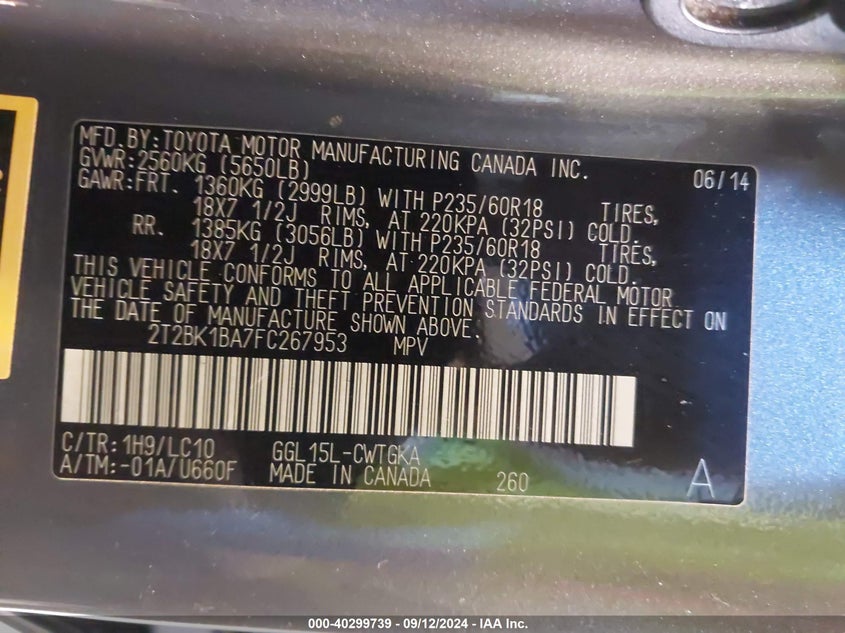 MFD.BY:TOYOTA MOTOR MANUFACTURING CANADA INC. 06/14
GVWR:2560KG (5650LB)
GAWR:FRT. 1360KG (2999LB) WITH P235/60R18 TIRES,
18X7 1/2J RIMS, AT 220KPA (32PSI) COLD.
RR. 1385KG (3056LB) WITH P235/60R18 TIRES,
18X7 1/2J RIMS, AT 220KPA (32PSI) COLD.
THIS VEHICLE CONFORMS TO ALL APPLICABLE FEDERAL MOTOR
VEHICLE SAFETY AND THEFT PREVENTION STANDARDS IN EFFECT ON
THE DATE OF MANUFACTURE SHOWN ABOVE.
2T2BK1BA7FC267953 MPV
C/TR:1H9/LC10 GGL15L-CWTGKA
A/TM:-01A/U660F MADE IN CANADA 260 A
000-40299739 - 09/12/2024 - IAA Inc.